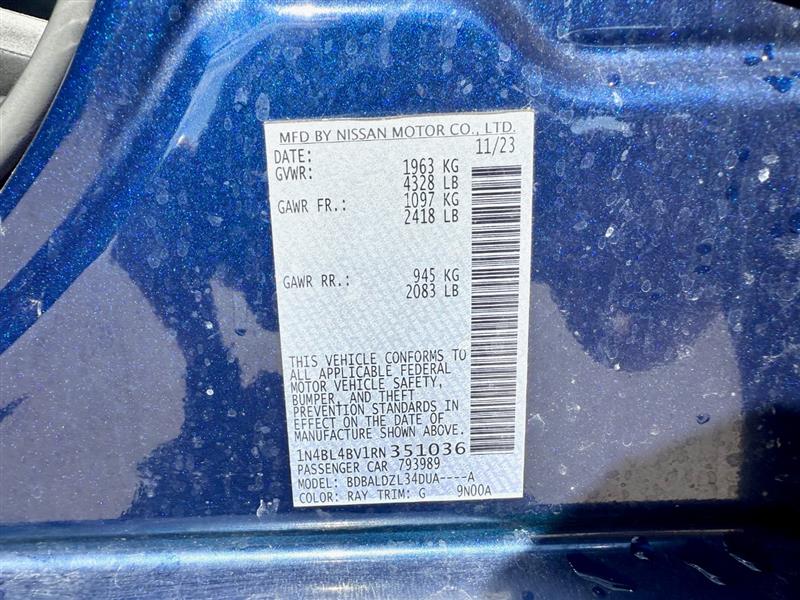 MFD BY NISSAN MOTOR CO., LTD.
DATE: 11/23
GVWR: 1963 KG
4328 LB
GAWR FR.: 1097 KG
2418 LB
GAWR RR.: 945 KG
2083 LB
THIS VEHICLE CONFORMS TO
ALL APPLICABLE FEDERAL
MOTOR VEHICLE SAFETY,
BUMPER, AND THEFT
PREVENTION STANDARDS IN
EFFECT ON THE DATE OF
MANUFACTURE SHOWN ABOVE.
1N4BL4BV1RN351036
PASSENGER CAR 793989
MODEL: BDBALDZL34DUA----A
COLOR: RAY TRIM: G 9N00A